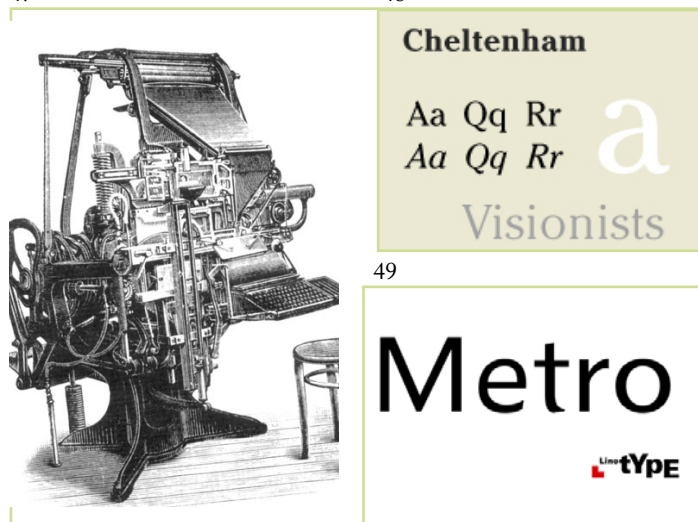 Cheltenham
Aa Qq Rr
a
Aa Qq Rr
Visionists
49
Metro
LinotYpE